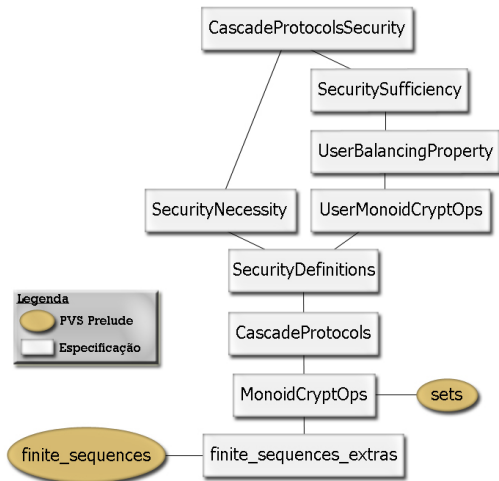 CascadeProtocolsSecurity
SecuritySufficiency
UserBalancingProperty
SecurityNecessity
UserMonoidCryptOps
SecurityDefinitions
Legenda
PVS Prelude
Especificação
CascadeProtocols
MonoidCryptOps
sets
finite_sequences
finite_sequences_extras